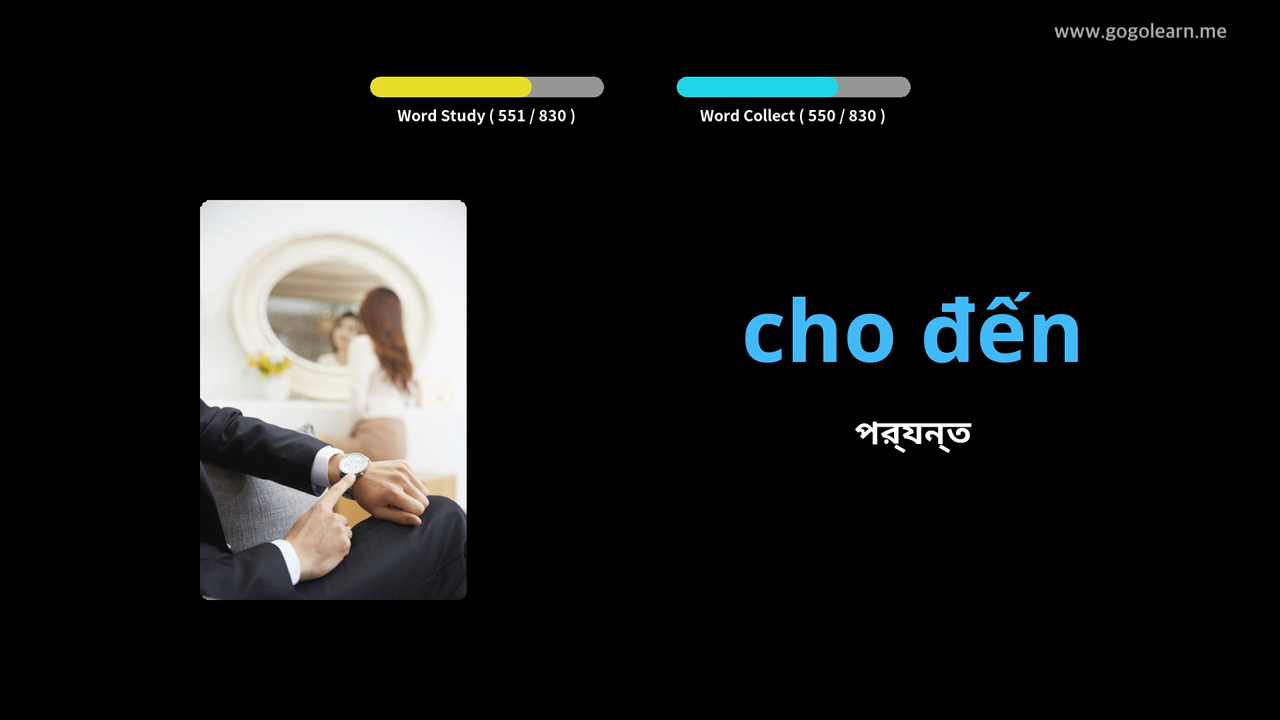 www.gogolearn.me
Word Study ( 551 / 830 )
Word Collect ( 550 / 830 )
cho đến
পর্যন্ত